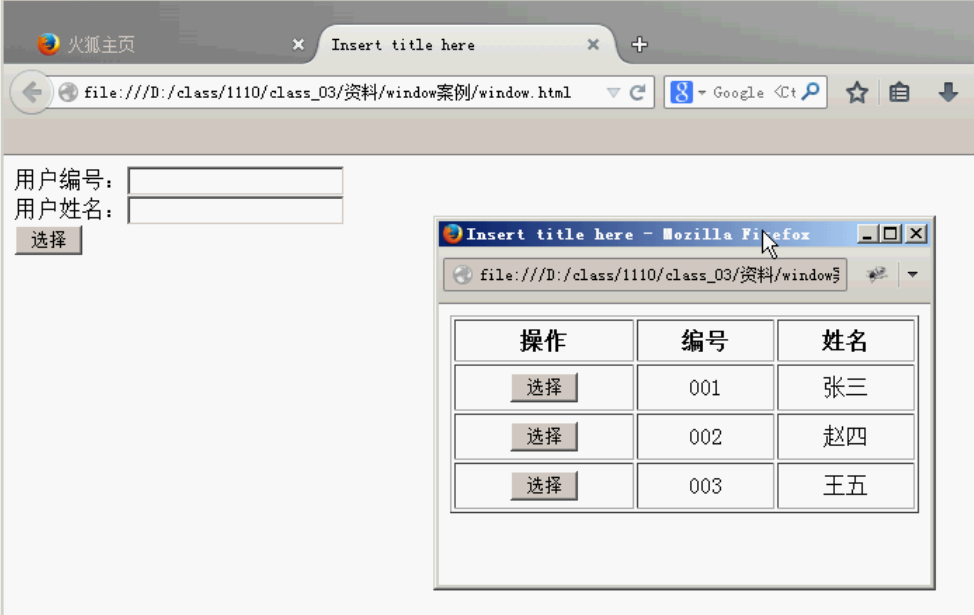 火狐主页
Insert title here
file:///D:/class/1110/class_03/资料/window案例/window.html
Google <Ct
用户编号：
用户姓名：
选择
Insert title here - Mozilla Firefox
file:///D:/class/1110/class_03/资料/window
操作 编号 姓名
选择 001 张三
选择 002 赵四
选择 003 王五